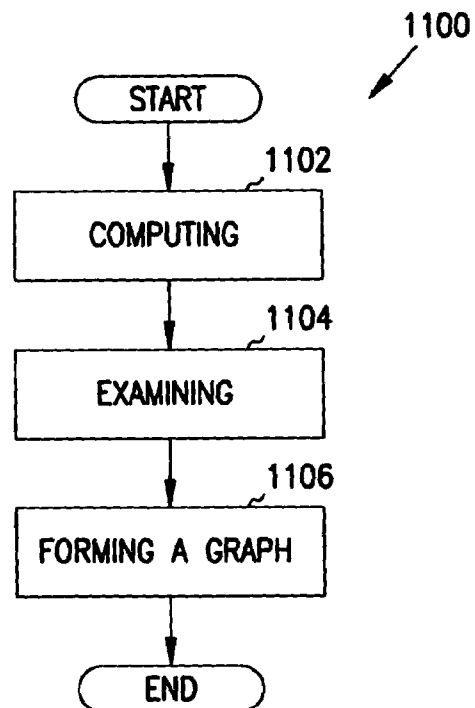 1100
START
1102
COMPUTING
1104
EXAMINING
1106
FORMING A GRAPH
END